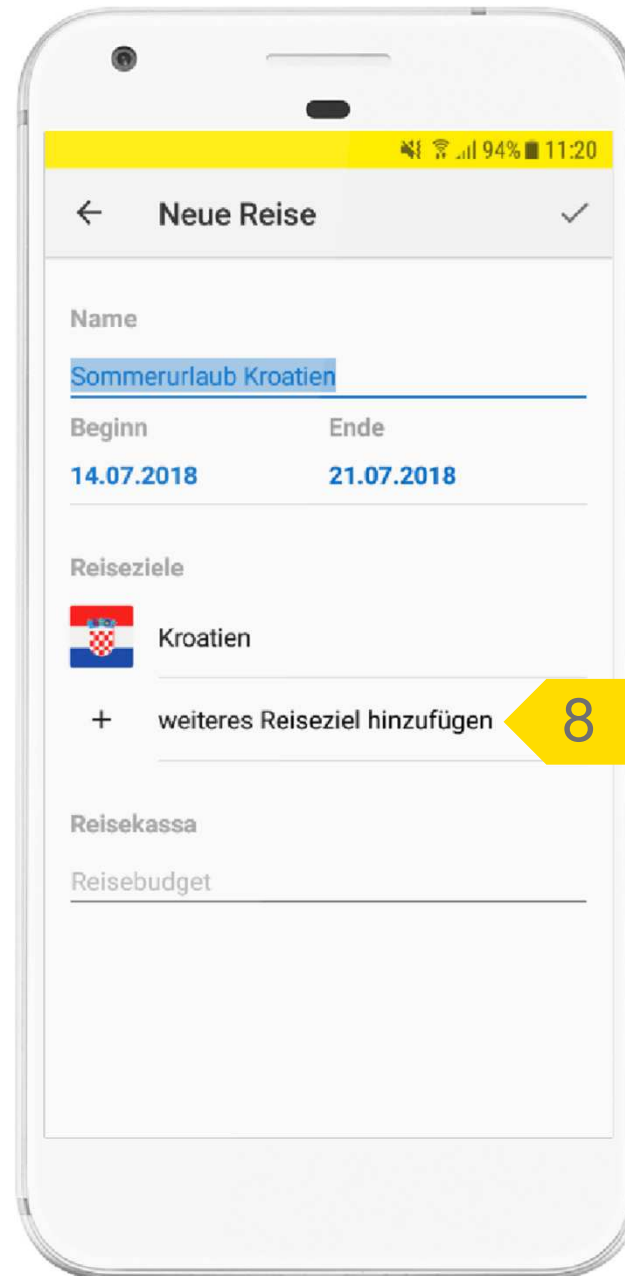 94% 11:20
Neue Reise
Name
Sommerurlaub Kroatien
Beginn Ende
14.07.2018 21.07.2018
Reiseziele
Kroatien
+ weiteres Reiseziel hinzufügen 8
Reisekassa
Reisebudget